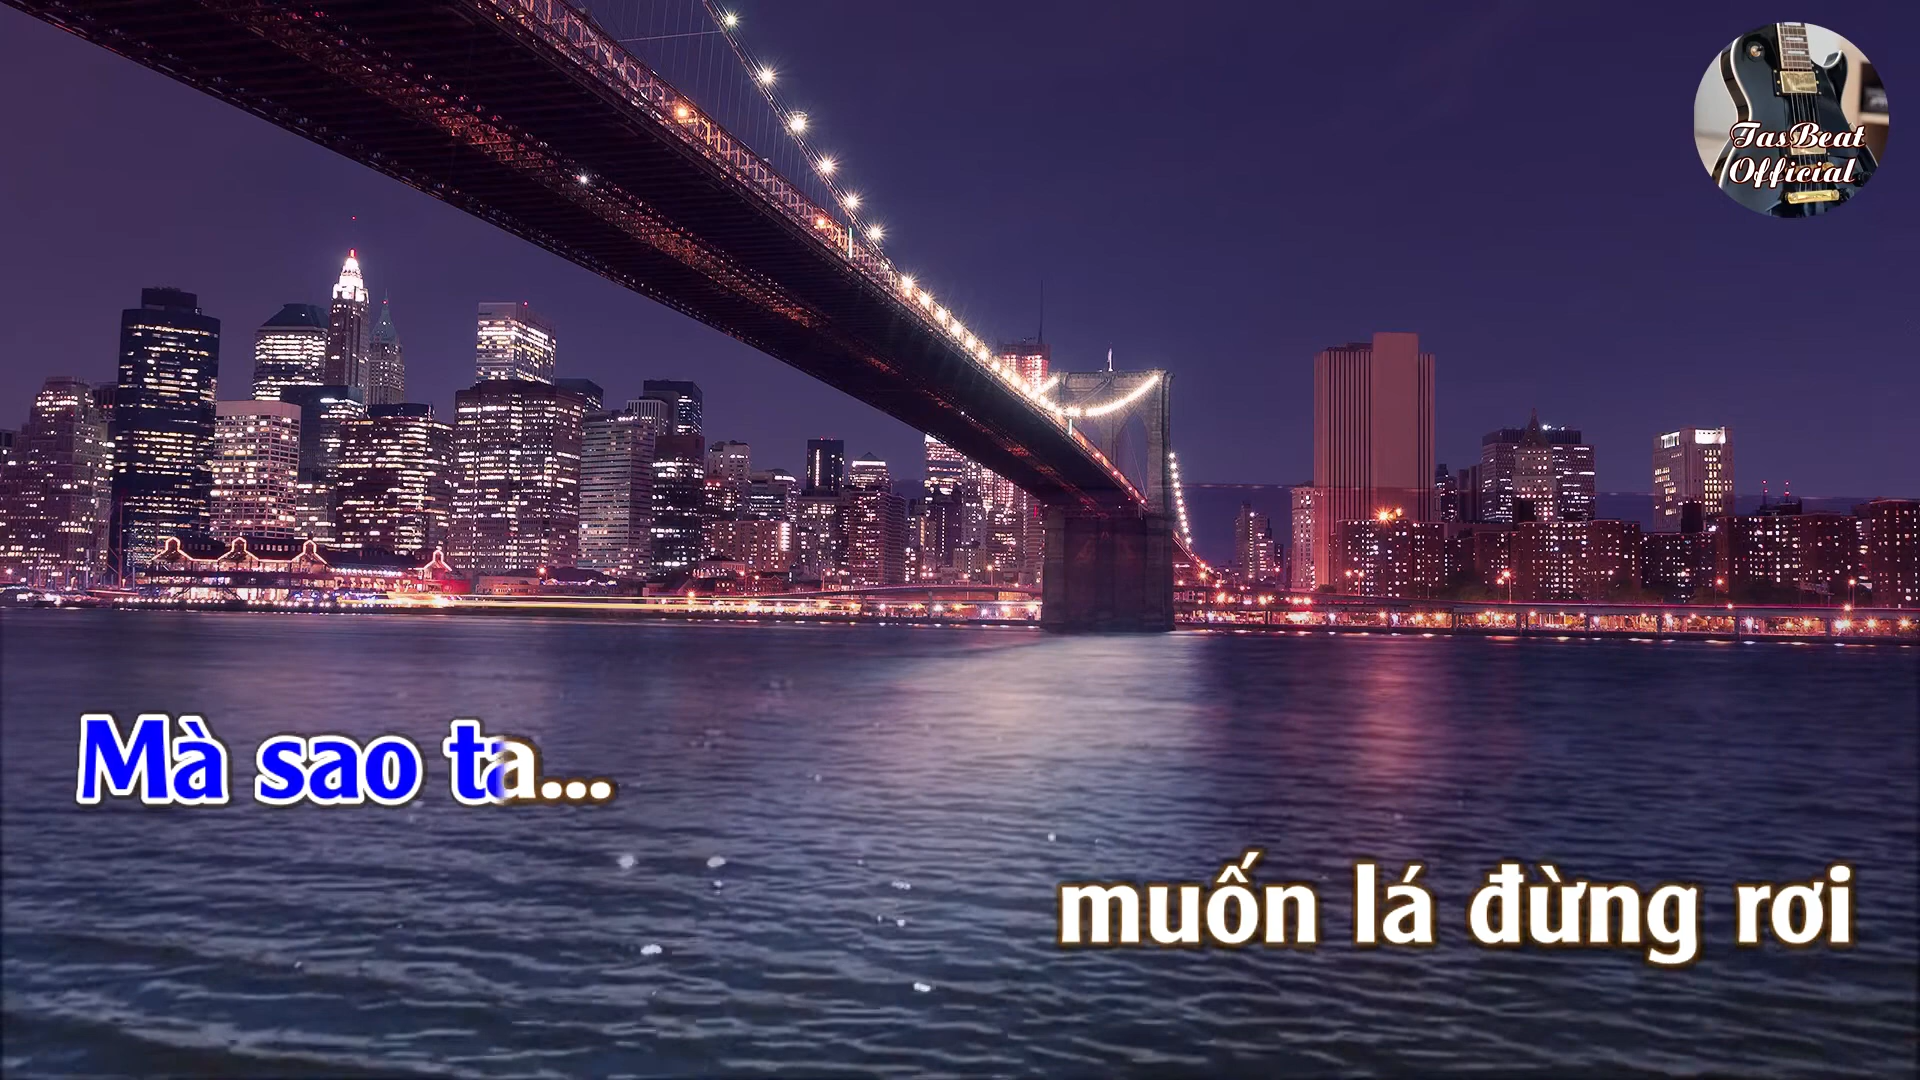 TasBeat
Official
Mà sao ta...
muốn lá đừng rơi